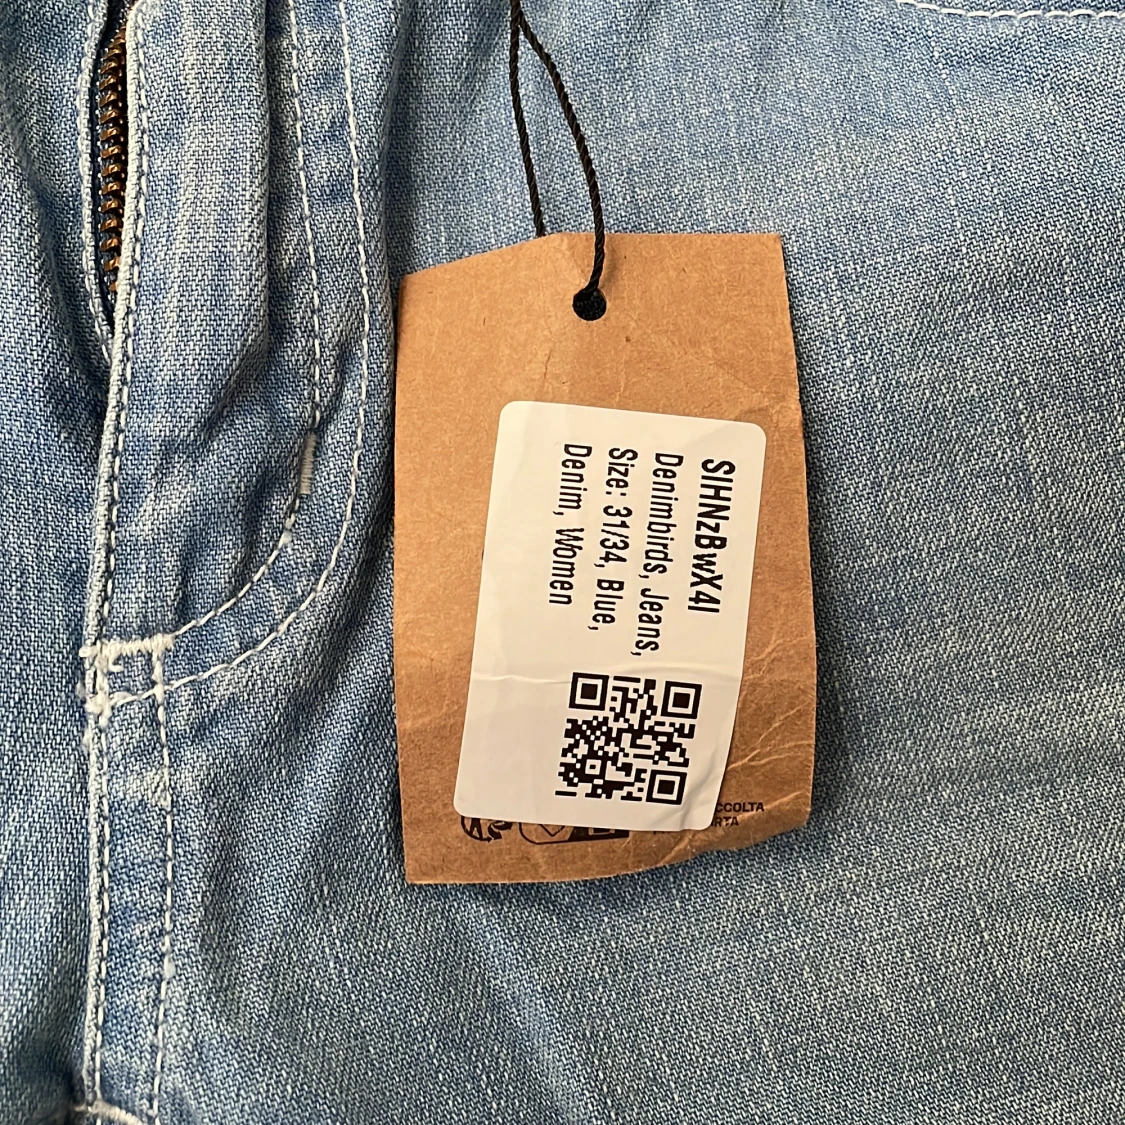 SIHNzBwX4I
Denimbirds, Jeans,
Size: 31/34, Blue,
Denim, Women